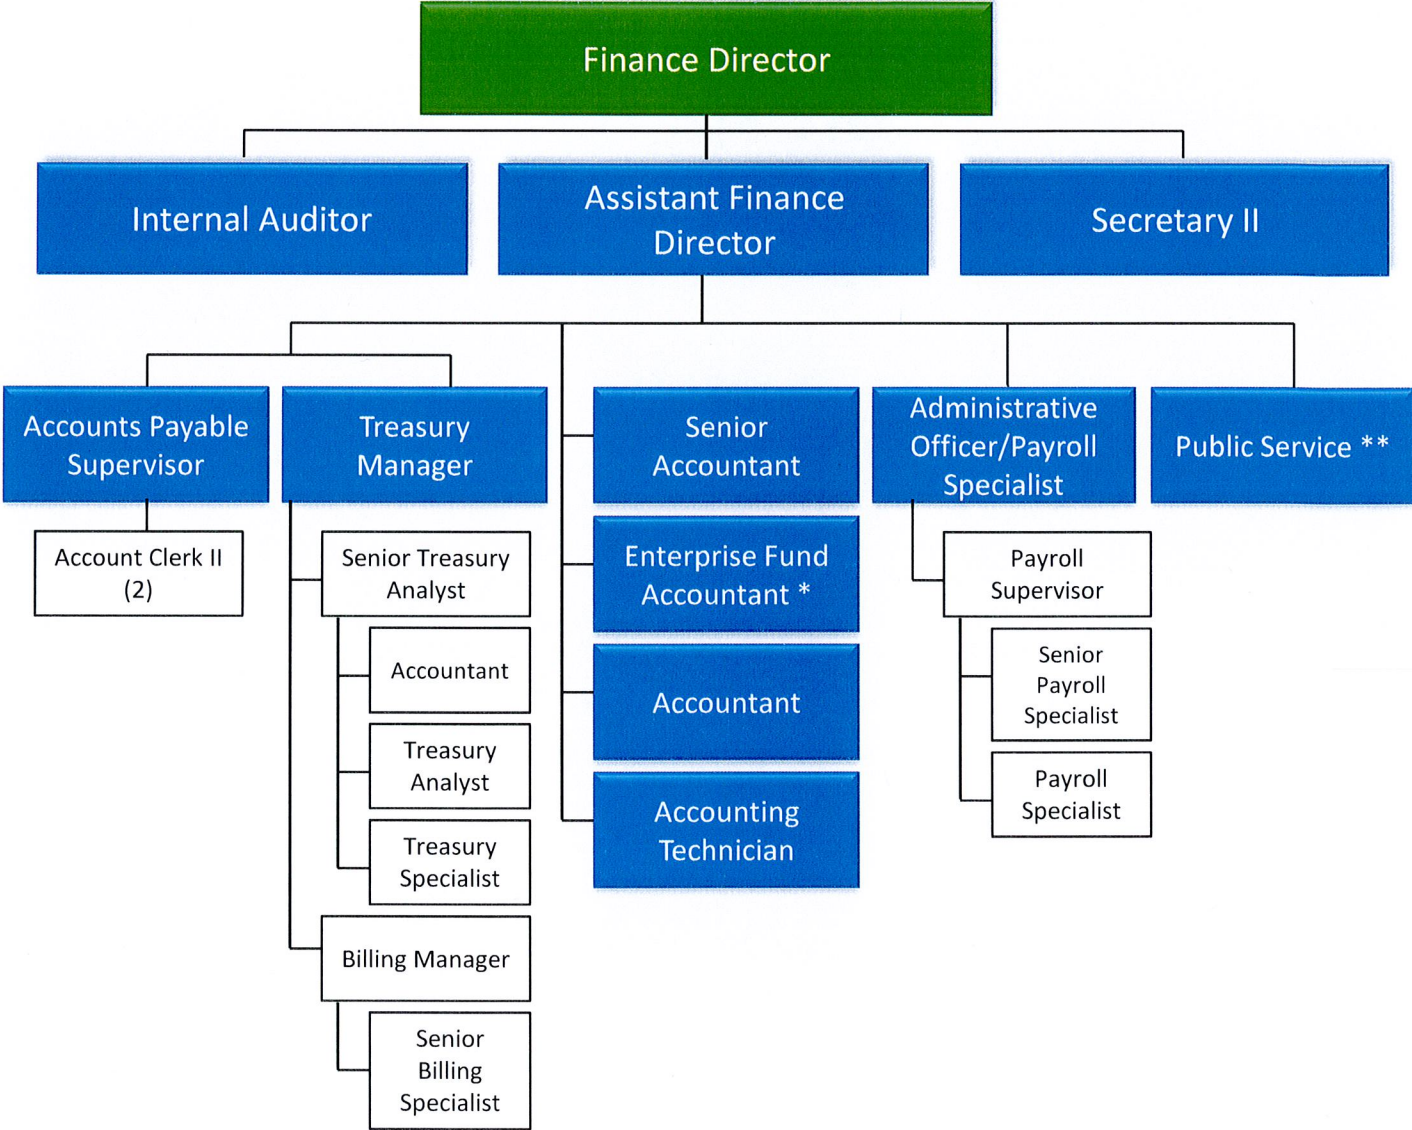 Finance Director
Internal Auditor
Assistant Finance
Director
Secretary II
Accounts Payable
Supervisor
Treasury
Manager
Senior
Accountant
Administrative
Officer/Payroll
Specialist
Public Service **
Account Clerk II
(2)
Senior Treasury
Analyst
Accountant
Treasury
Analyst
Treasury
Specialist
Billing Manager
Senior
Billing
Specialist
Enterprise Fund
Accountant *
Accountant
Accounting
Technician
Payroll
Supervisor
Senior
Payroll
Specialist
Payroll
Specialist